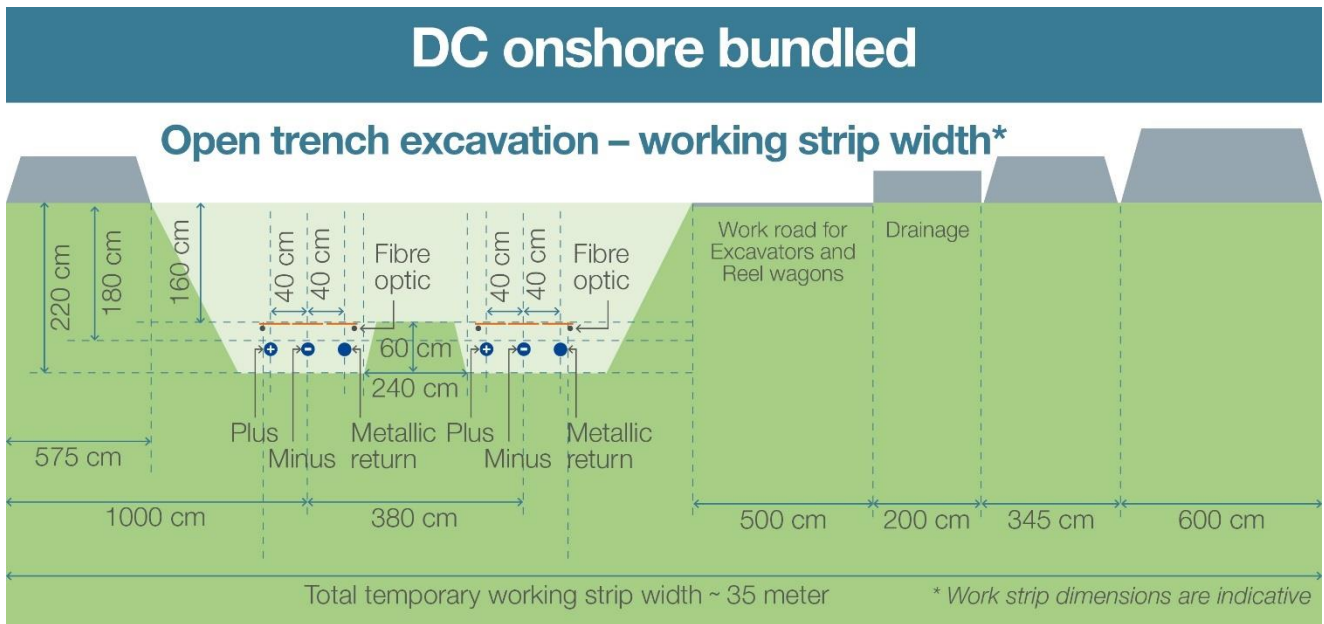 DC onshore bundled
Open trench excavation – working strip width*
220 cm
180 cm
160 cm
40 cm
40 cm
Fibre
optic
40 cm
40 cm
Fibre
optic
Work road for
Excavators and
Reel wagons
Drainage
+
-
60 cm
+
-
240 cm
Plus
Minus
Metallic
return
Plus
Minus
Metallic
return
575 cm
1000 cm
380 cm
500 cm
200 cm
345 cm
600 cm
Total temporary working strip width ~ 35 meter
* Work strip dimensions are indicative